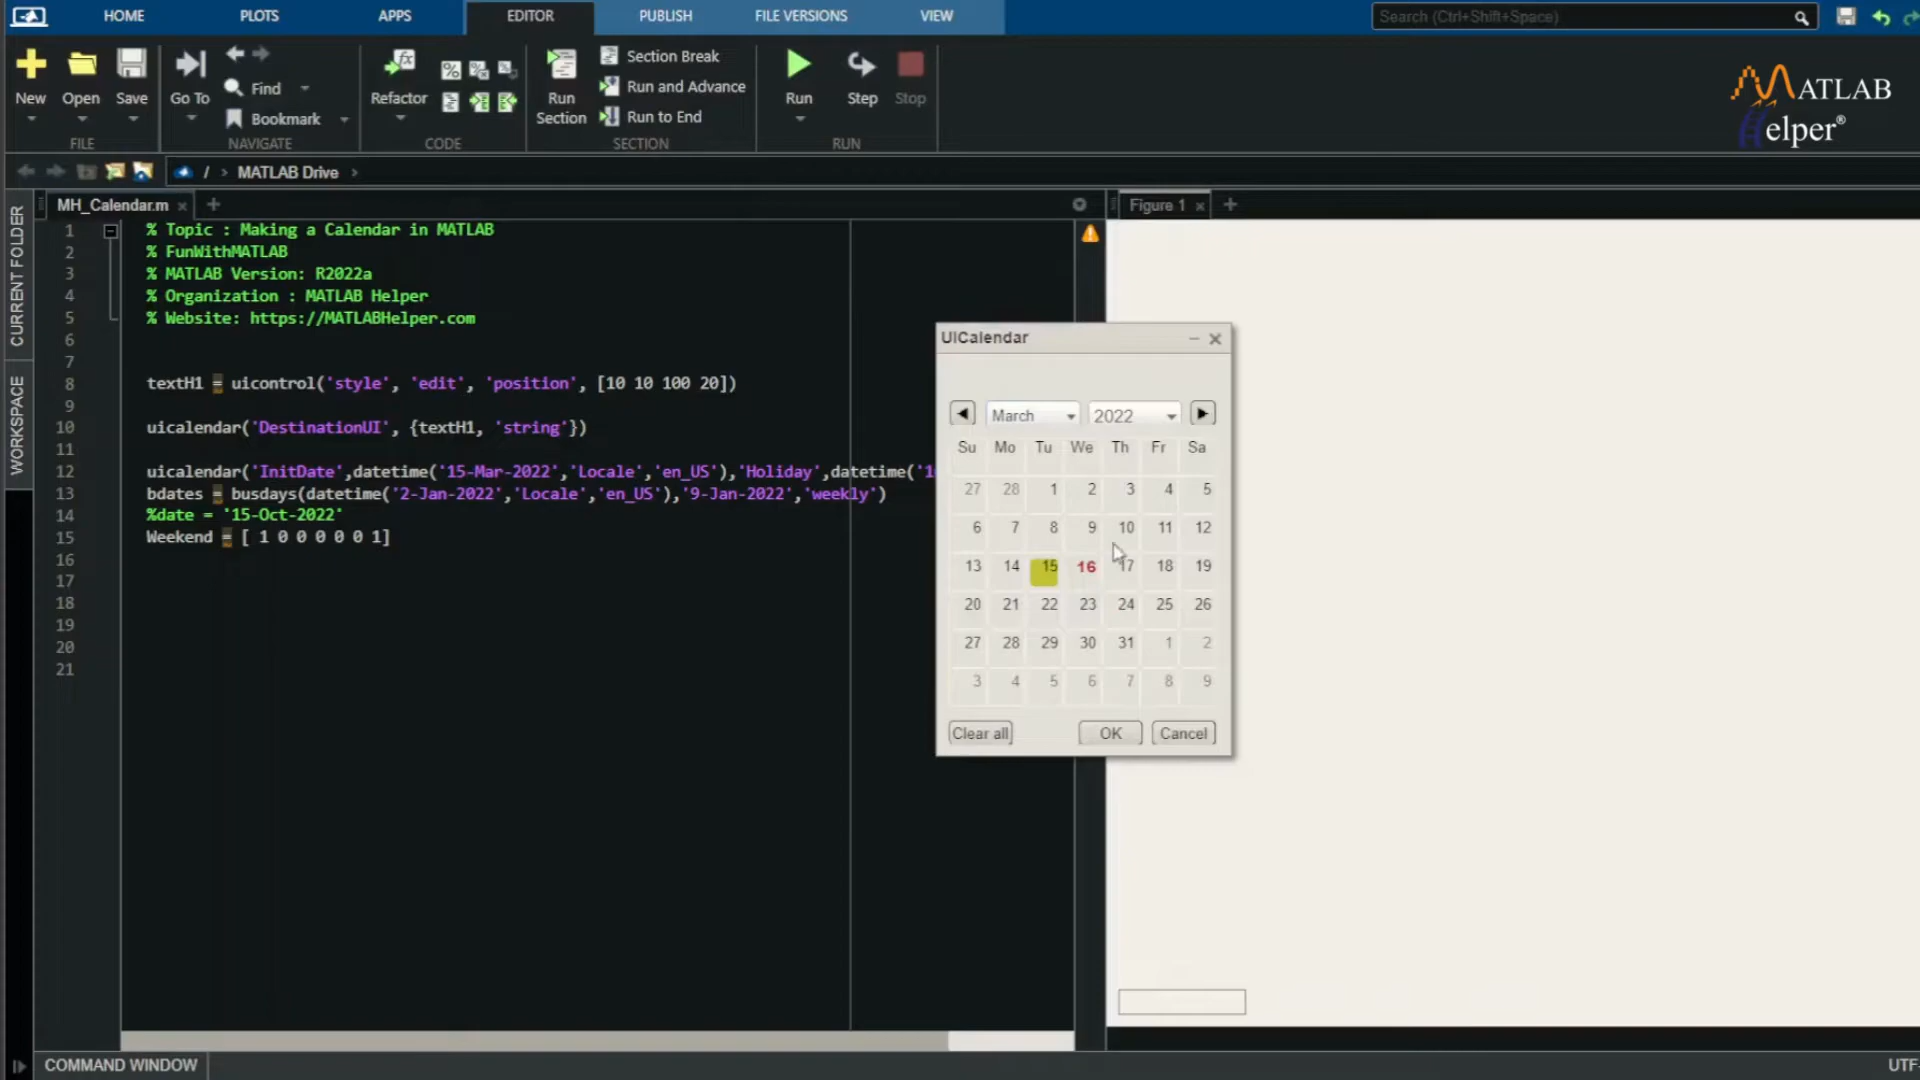 HOME PLOTS APPS EDITOR PUBLISH FILE VERSIONS VIEW
Search (Ctrl+Shift+Space)
New Open Save Go To Find Bookmark Refactor Run Section Section Break Run and Advance Run to End Run Step Stop
FILE NAVIGATE CODE SECTION RUN
MATLAB
Helper®
/ › MATLAB Drive ›
CURRENT FOLDER
WORKSPACE
MH_Calendar.m × +
1 % Topic : Making a Calendar in MATLAB
2 % FunWithMATLAB
3 % MATLAB Version: R2022a
4 % Organization : MATLAB Helper
5 % Website: https://MATLABHelper.com
6
7
8 textH1 = uicontrol('style', 'edit', 'position', [10 10 100 20])
9
10 uicalendar('DestinationUI', {textH1, 'string'})
11
12 uicalendar('InitDate',datetime('15-Mar-2022','Locale','en_US'),'Holiday',datetime('1
13 bdates = busdays(datetime('2-Jan-2022','Locale','en_US'),'9-Jan-2022','weekly')
14 %date = '15-Oct-2022'
15 Weekend = [ 1 0 0 0 0 0 1]
16
17
18
19
20
21
Figure 1 × +
UICalendar
March 2022
Su Mo Tu We Th Fr Sa
27 28 1 2 3 4 5
6 7 8 9 10 11 12
13 14 15 16 17 18 19
20 21 22 23 24 25 26
27 28 29 30 31 1 2
3 4 5 6 7 8 9
Clear all OK Cancel
COMMAND WINDOW
UTF-